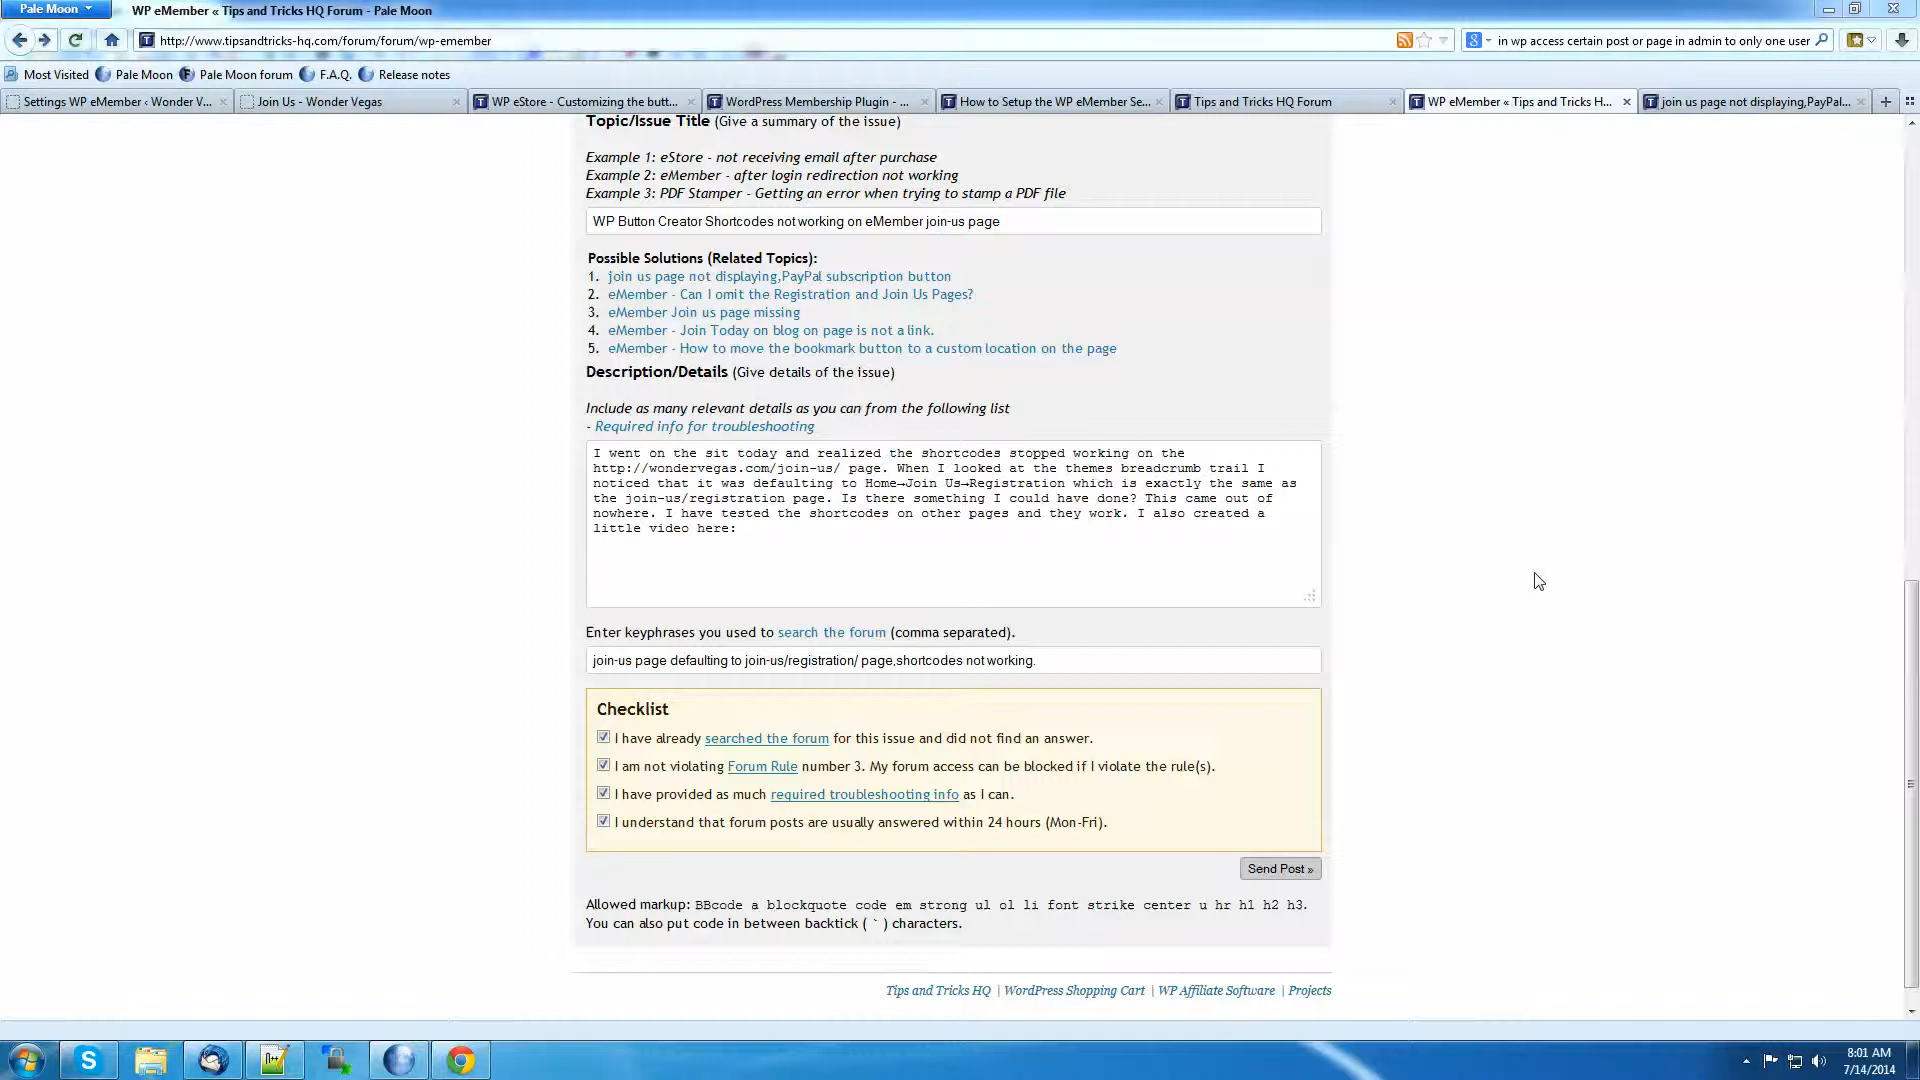 Pale Moon
WP eMember « Tips and Tricks HQ Forum - Pale Moon
http://www.tipsandtricks-hq.com/forum/forum/wp-emember
in wp access certain post or page in admin to only one user
Most Visited Pale Moon Pale Moon forum F.A.Q. Release notes
Settings WP eMember ‹ Wonder V... Join Us - Wonder Vegas WP eStore - Customizing the butt... WordPress Membership Plugin - ... How to Setup the WP eMember Se... Tips and Tricks HQ Forum WP eMember « Tips and Tricks H... join us page not displaying,PayPal...
Topic/Issue Title (Give a summary of the issue)
Example 1: eStore - not receiving email after purchase
Example 2: eMember - after login redirection not working
Example 3: PDF Stamper - Getting an error when trying to stamp a PDF file
WP Button Creator Shortcodes not working on eMember join-us page
Possible Solutions (Related Topics):
1. join us page not displaying,PayPal subscription button
2. eMember - Can I omit the Registration and Join Us Pages?
3. eMember Join us page missing
4. eMember - Join Today on blog on page is not a link.
5. eMember - How to move the bookmark button to a custom location on the page
Description/Details (Give details of the issue)
Include as many relevant details as you can from the following list
- Required info for troubleshooting
I went on the sit today and realized the shortcodes stopped working on the
http://wondervegas.com/join-us/ page. When I looked at the themes breadcrumb trail I
noticed that it was defaulting to Home→Join Us→Registration which is exactly the same as
the join-us/registration page. Is there something I could have done? This came out of
nowhere. I have tested the shortcodes on other pages and they work. I also created a
little video here:
Enter keyphrases you used to search the forum (comma separated).
join-us page defaulting to join-us/registration/ page,shortcodes not working.
Checklist
I have already searched the forum for this issue and did not find an answer.
I am not violating Forum Rule number 3. My forum access can be blocked if I violate the rule(s).
I have provided as much required troubleshooting info as I can.
I understand that forum posts are usually answered within 24 hours (Mon-Fri).
Send Post »
Allowed markup: BBcode a blockquote code em strong ul ol li font strike center u hr h1 h2 h3.
You can also put code in between backtick ( ` ) characters.
Tips and Tricks HQ | WordPress Shopping Cart | WP Affiliate Software | Projects
8:01 AM
7/14/2014